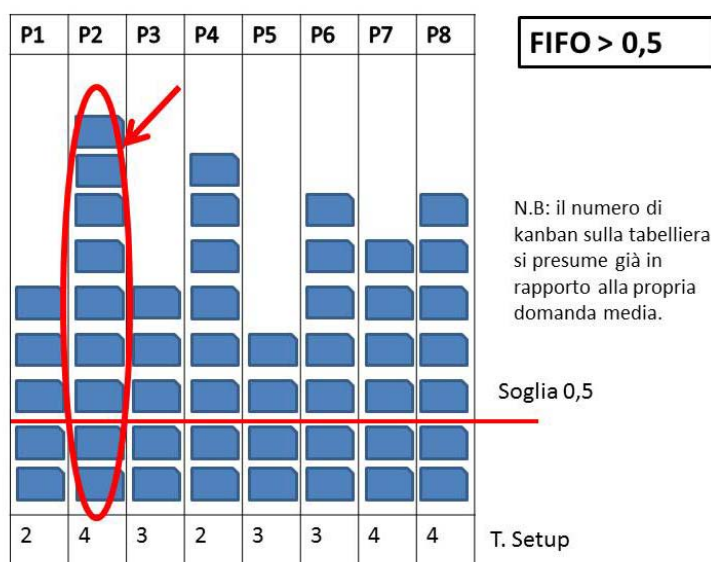 P1 P2 P3 P4 P5 P6 P7 P8
FIFO > 0,5
N.B: il numero di
kanban sulla tabelliera
si presume già in
rapporto alla propria
domanda media.
Soglia 0,5
2 4 3 2 3 3 4 4 T. Setup